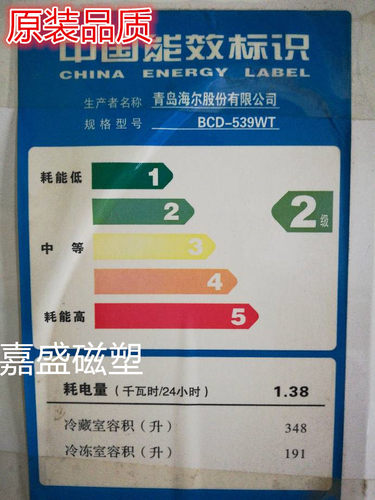 原装品质
中国能效标识
CHINA ENERGY LABEL
生产者名称 青岛海尔股份有限公司
规格型号 BCD-539WT
耗能低 1
2
2级
中等 3
4
耗能高 5
嘉盛磁塑
耗电量（千瓦时/24小时） 1.38
冷藏室容积（升） 348
冷冻室容积（升） 191